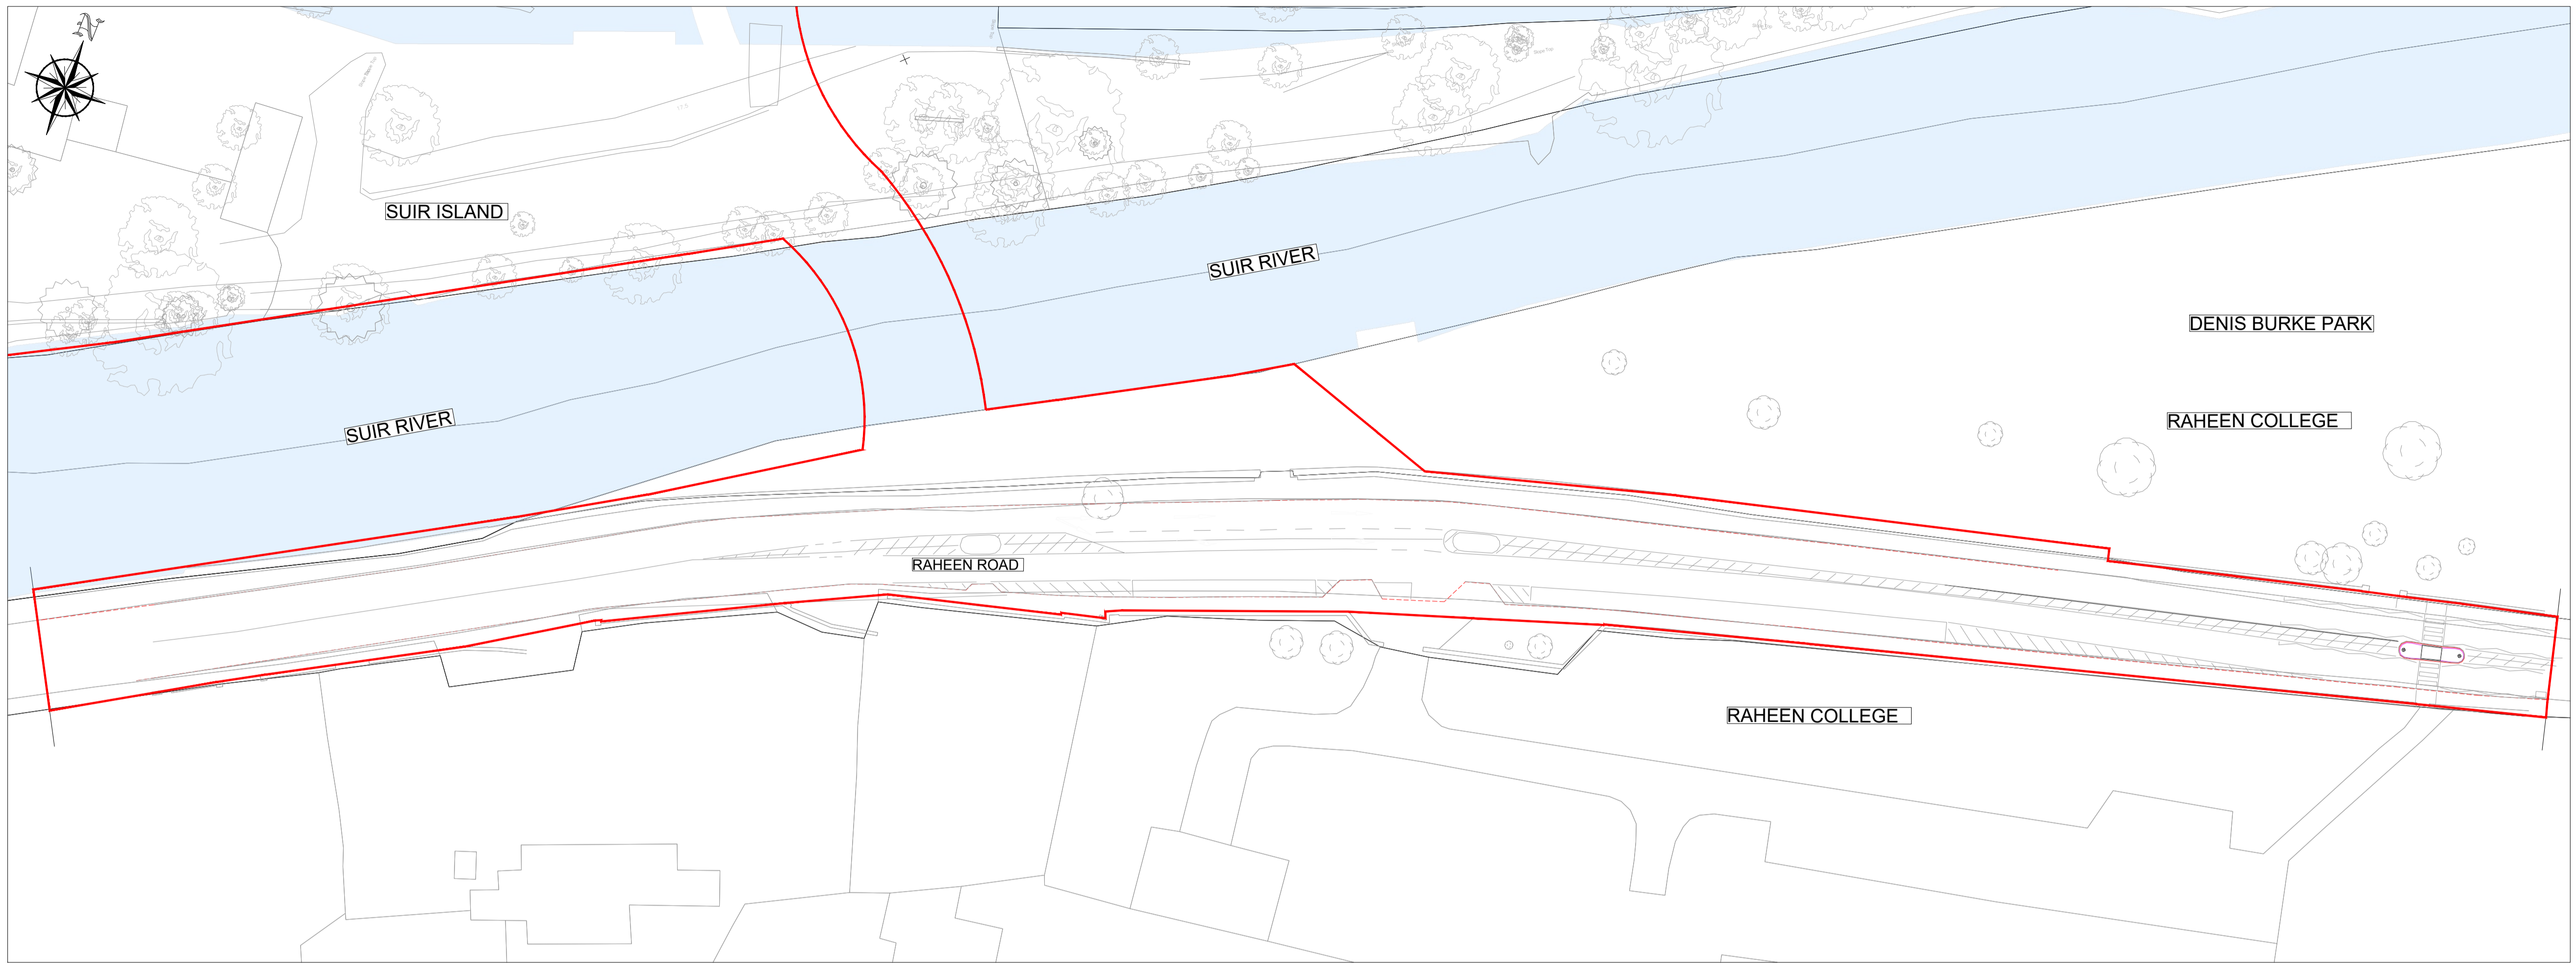 N
SUIR ISLAND
SUIR RIVER
DENIS BURKE PARK
SUIR RIVER
RAHEEN COLLEGE
RAHEEN ROAD
RAHEEN COLLEGE